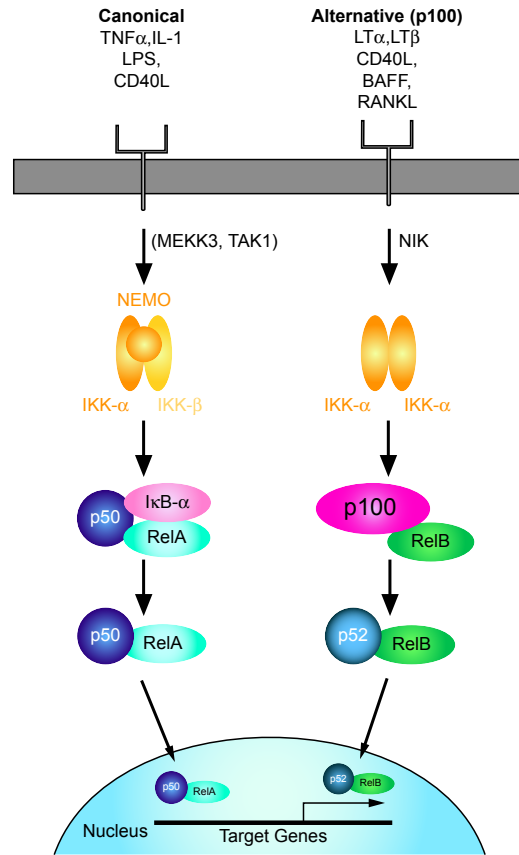 Canonical
TNFα,IL-1
LPS,
CD40L
Alternative (p100)
LTα,LTβ
CD40L,
BAFF,
RANKL
(MEKK3, TAK1)
NIK
NEMO
IKK-α
IKK-β
IKK-α
IKK-α
p50
IκB-α
RelA
p100
RelB
p50
RelA
p52
RelB
p50
RelA
p52
RelB
Nucleus
Target Genes